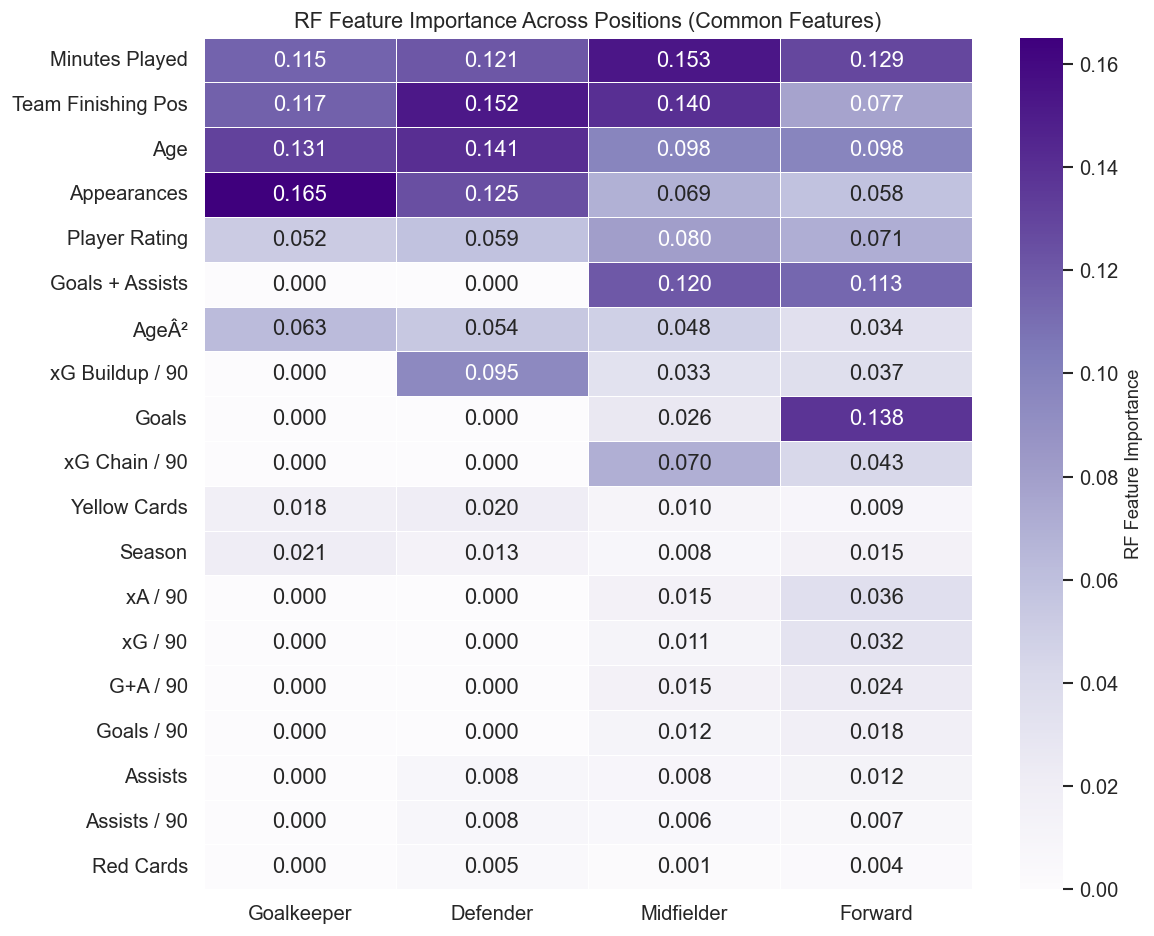 RF Feature Importance Across Positions (Common Features)
Minutes Played 0.115 0.121 0.153 0.129
Team Finishing Pos 0.117 0.152 0.140 0.077
Age 0.131 0.141 0.098 0.098
Appearances 0.165 0.125 0.069 0.058
Player Rating 0.052 0.059 0.080 0.071
Goals + Assists 0.000 0.000 0.120 0.113
AgeÂ² 0.063 0.054 0.048 0.034
xG Buildup / 90 0.000 0.095 0.033 0.037
Goals 0.000 0.000 0.026 0.138
xG Chain / 90 0.000 0.000 0.070 0.043
Yellow Cards 0.018 0.020 0.010 0.009
Season 0.021 0.013 0.008 0.015
xA / 90 0.000 0.000 0.015 0.036
xG / 90 0.000 0.000 0.011 0.032
G+A / 90 0.000 0.000 0.015 0.024
Goals / 90 0.000 0.000 0.012 0.018
Assists 0.000 0.008 0.008 0.012
Assists / 90 0.000 0.008 0.006 0.007
Red Cards 0.000 0.005 0.001 0.004
Goalkeeper Defender Midfielder Forward
0.16
0.14
0.12
0.10
0.08
0.06
0.04
0.02
0.00
RF Feature Importance